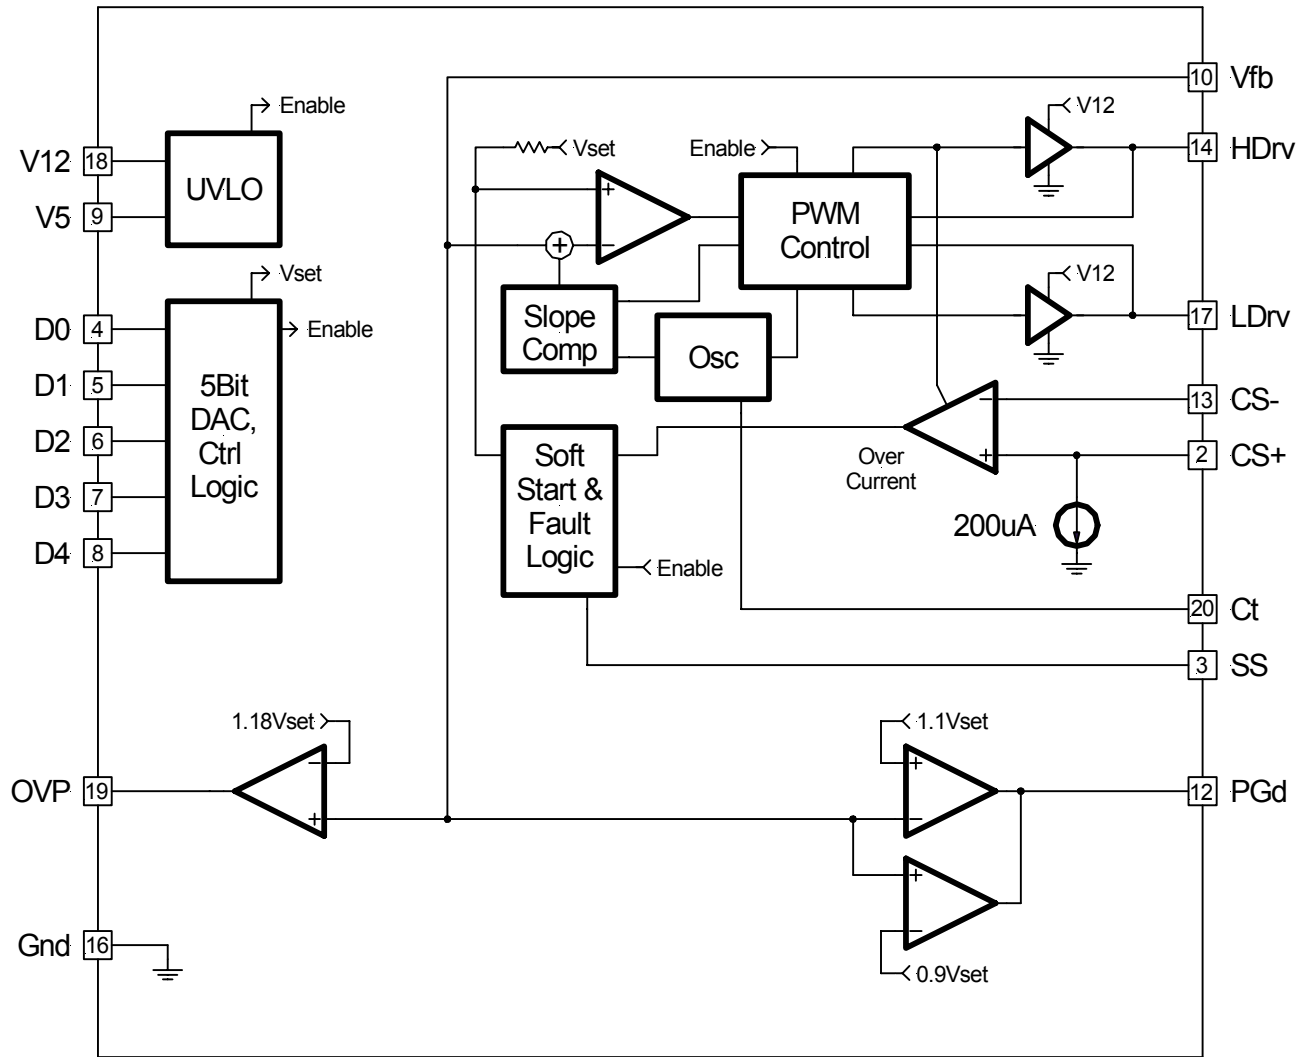 10 Vfb
Enable
V12
V12 18
UVLO
Vset
Enable
14 HDrv
+
PWM
Control
V5 9
+
−
Vset
V12
D0 4
Enable
Slope
Comp
Osc
17 LDrv
D1 5
5Bit
DAC,
Ctrl
Logic
−
13 CS-
D2 6
Soft
Start &
Fault
Logic
+
Over
Current
2 CS+
D3 7
200uA
D4 8
Enable
20 Ct
3 SS
1.18Vset
1.1Vset
−
+
OVP 19
12 PGd
+
−
+
Gnd 16
−
0.9Vset